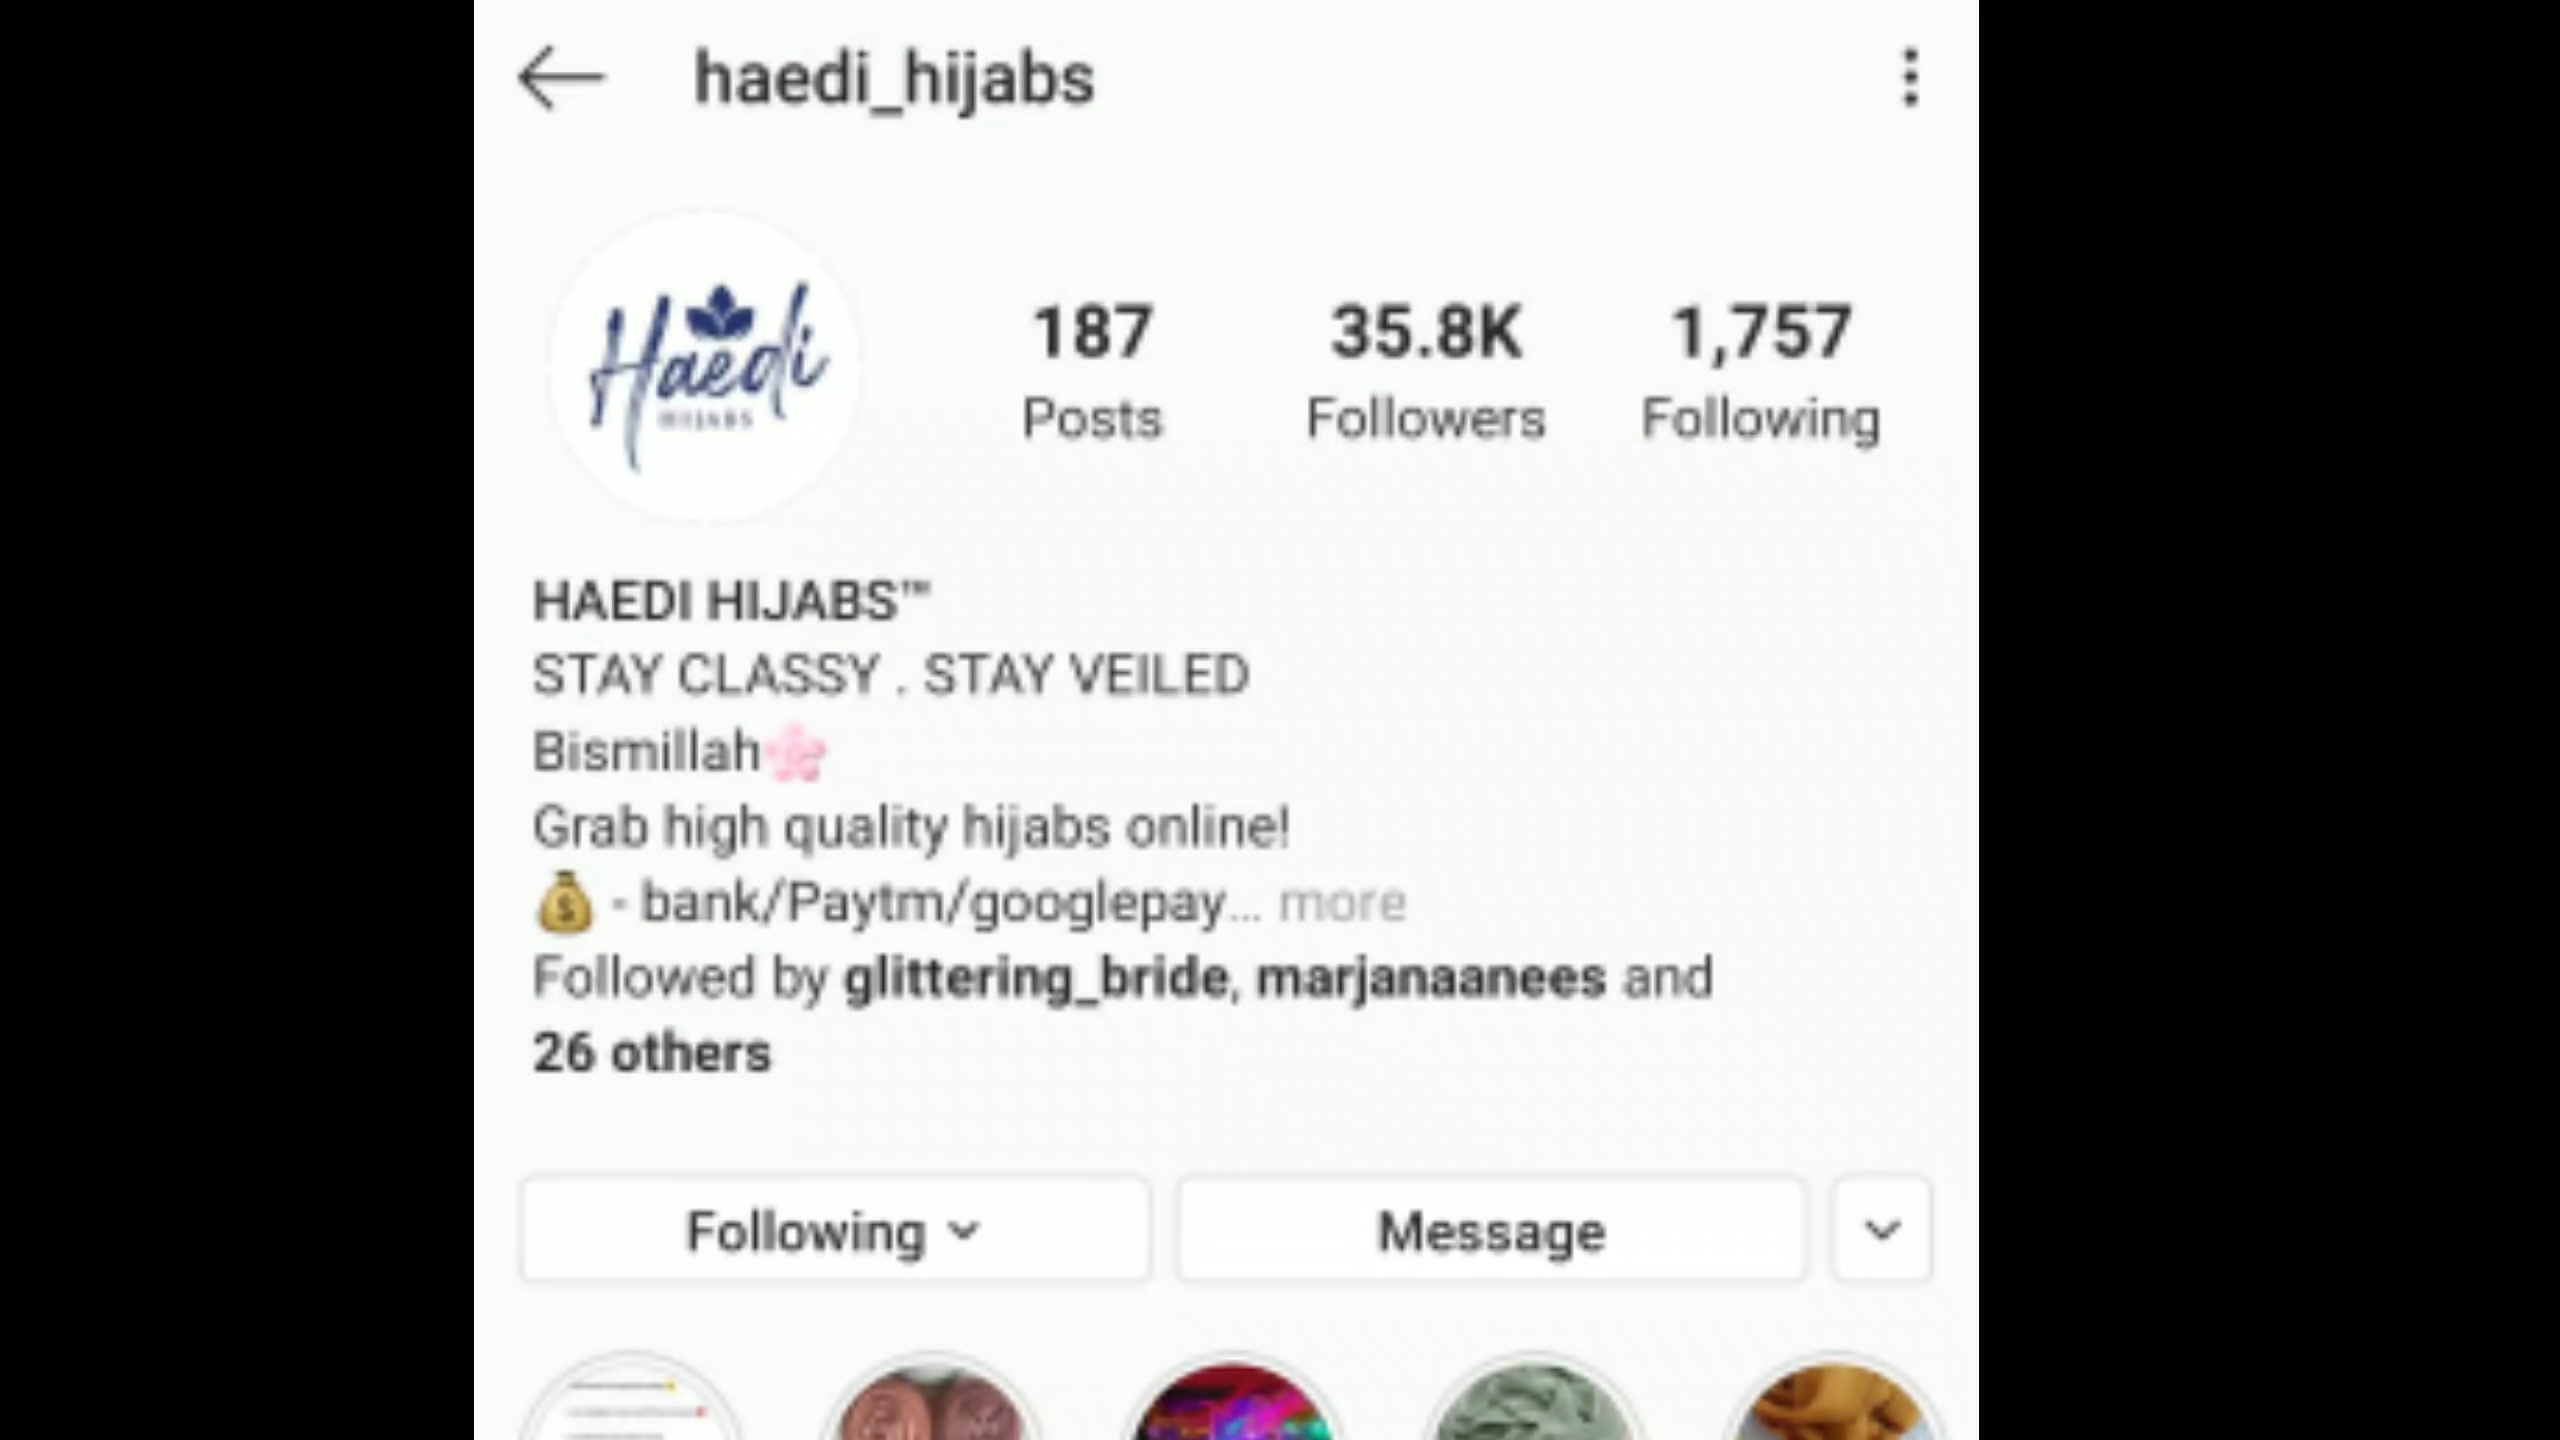 haedi_hijabs
Haedi
HIJABS
187
Posts
35.8K
Followers
1,757
Following
HAEDI HIJABS™
STAY CLASSY . STAY VEILED
Bismillah🌸
Grab high quality hijabs online!
💰 - bank/Paytm/googlepay... more
Followed by glittering_bride, marjanaanees and
26 others
Following
Message